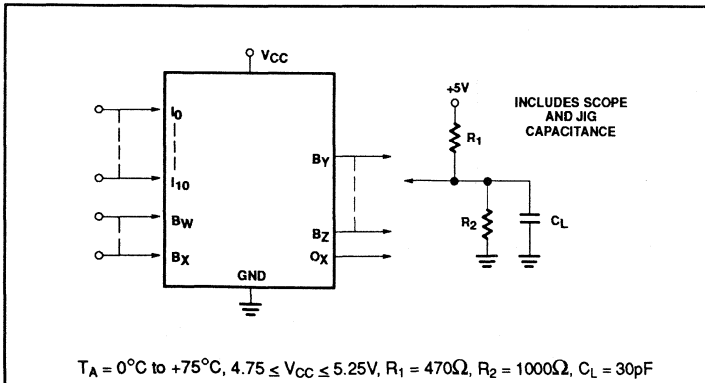 VCC
+5V
INCLUDES SCOPE
AND JIG
CAPACITANCE
I0
R1
BY
I10
BW
R2
CL
BZ
BX
OX
GND
TA = 0°C to +75°C, 4.75 ≤ VCC ≤ 5.25V, R1 = 470Ω, R2 = 1000Ω, CL = 30pF